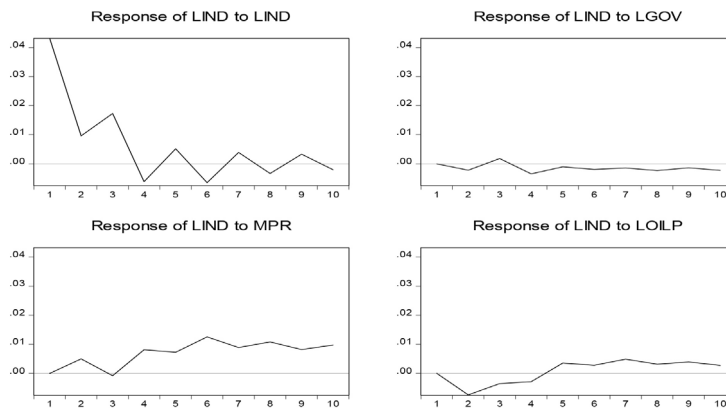 Response of LIND to LIND
.04
.03
.02
.01
.00
1 2 3 4 5 6 7 8 9 10
Response of LIND to LGOV
.04
.03
.02
.01
.00
1 2 3 4 5 6 7 8 9 10
Response of LIND to MPR
.04
.03
.02
.01
.00
1 2 3 4 5 6 7 8 9 10
Response of LIND to LOILP
.04
.03
.02
.01
.00
1 2 3 4 5 6 7 8 9 10